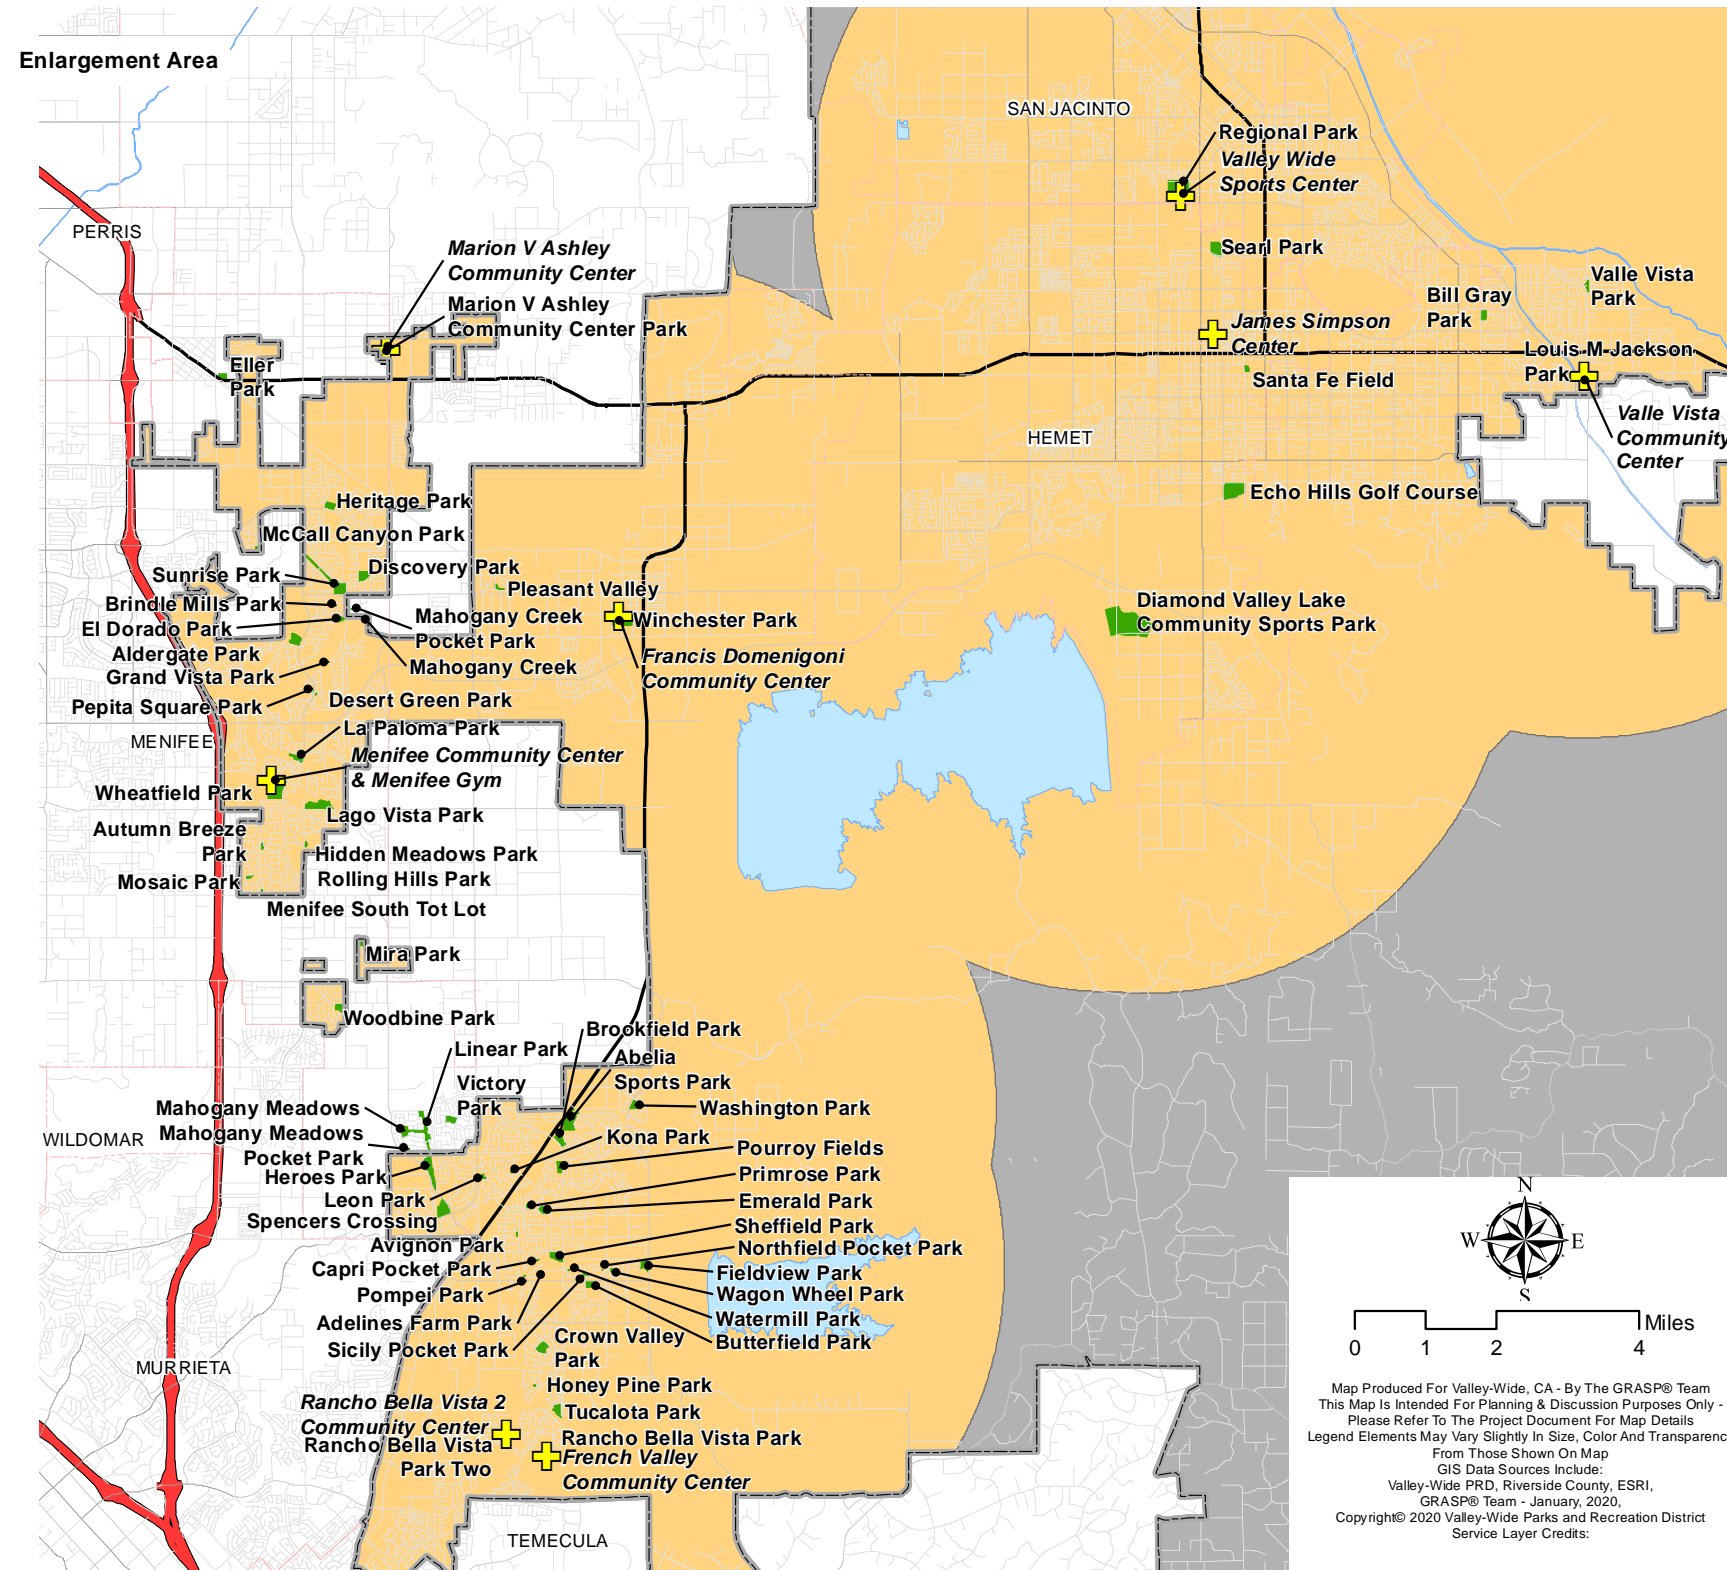 Enlargement Area
SAN JACINTO
Regional Park
Valley Wide
Sports Center
PERRIS
Marion V Ashley
Community Center
Searl Park
Valle Vista
Park
Bill Gray
Park
Marion V Ashley
Community Center Park
James Simpson
Center
Louis M Jackson
Park
Eller
Park
Santa Fe Field
Valle Vista
Community
Center
HEMET
Heritage Park
Echo Hills Golf Course
McCall Canyon Park
Discovery Park
Sunrise Park
Pleasant Valley
Brindle Mills Park
Mahogany Creek
Pocket Park
El Dorado Park
Winchester Park
Diamond Valley Lake
Community Sports Park
Aldergate Park
Mahogany Creek
Grand Vista Park
Francis Domenigoni
Community Center
Pepita Square Park
Desert Green Park
La Paloma Park
MENIFEE
Menifee Community Center
& Menifee Gym
Wheatfield Park
Lago Vista Park
Autumn Breeze
Park
Hidden Meadows Park
Rolling Hills Park
Mosaic Park
Menifee South Tot Lot
Mira Park
Woodbine Park
Brookfield Park
Linear Park
Abelia
Sports Park
Victory
Park
Mahogany Meadows
Washington Park
WILDOMAR
Mahogany Meadows
Pocket Park
Kona Park
Pourroy Fields
Heroes Park
Primrose Park
Leon Park
Emerald Park
Spencers Crossing
Sheffield Park
Avignon Park
Northfield Pocket Park
Capri Pocket Park
Fieldview Park
Pompei Park
Wagon Wheel Park
Adelines Farm Park
Watermill Park
Sicily Pocket Park
Butterfield Park
Crown Valley
Park
MURRIETA
Honey Pine Park
Rancho Bella Vista 2
Community Center
Tucalota Park
Rancho Bella Vista
Park Two
Rancho Bella Vista Park
French Valley
Community Center
TEMECULA
N
W E
S
Miles
0 1 2 4
Map Produced For Valley-Wide, CA - By The GRASP® Team
This Map Is Intended For Planning & Discussion Purposes Only -
Please Refer To The Project Document For Map Details
Legend Elements May Vary Slightly In Size, Color And Transparenc
From Those Shown On Map
GIS Data Sources Include:
Valley-Wide PRD, Riverside County, ESRI,
GRASP® Team - January, 2020,
Copyright© 2020 Valley-Wide Parks and Recreation District
Service Layer Credits: